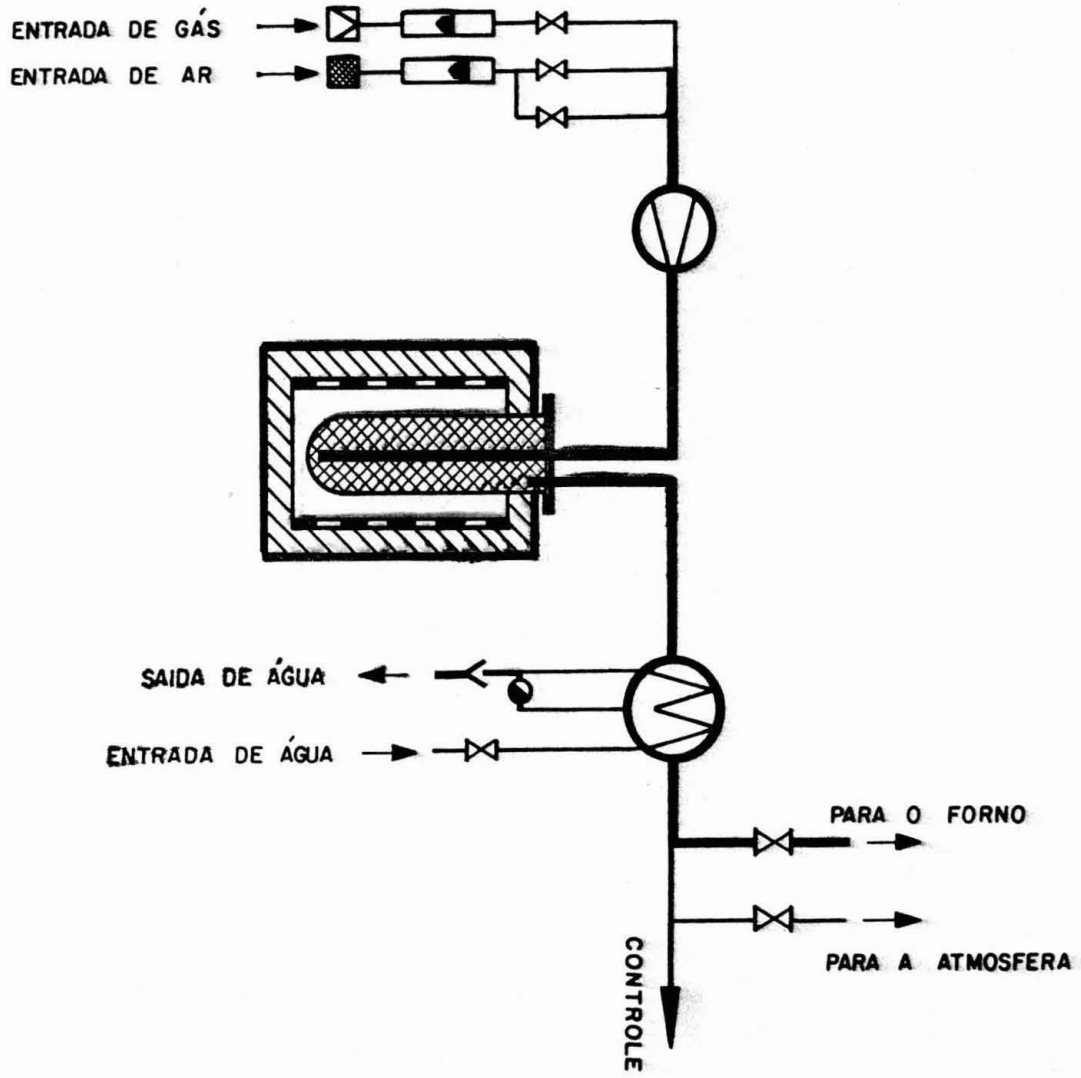 ENTRADA DE GÁS
ENTRADA DE AR
SAIDA DE ÁGUA
ENTRADA DE ÁGUA
PARA O FORNO
PARA A ATMOSFERA
CONTROLE